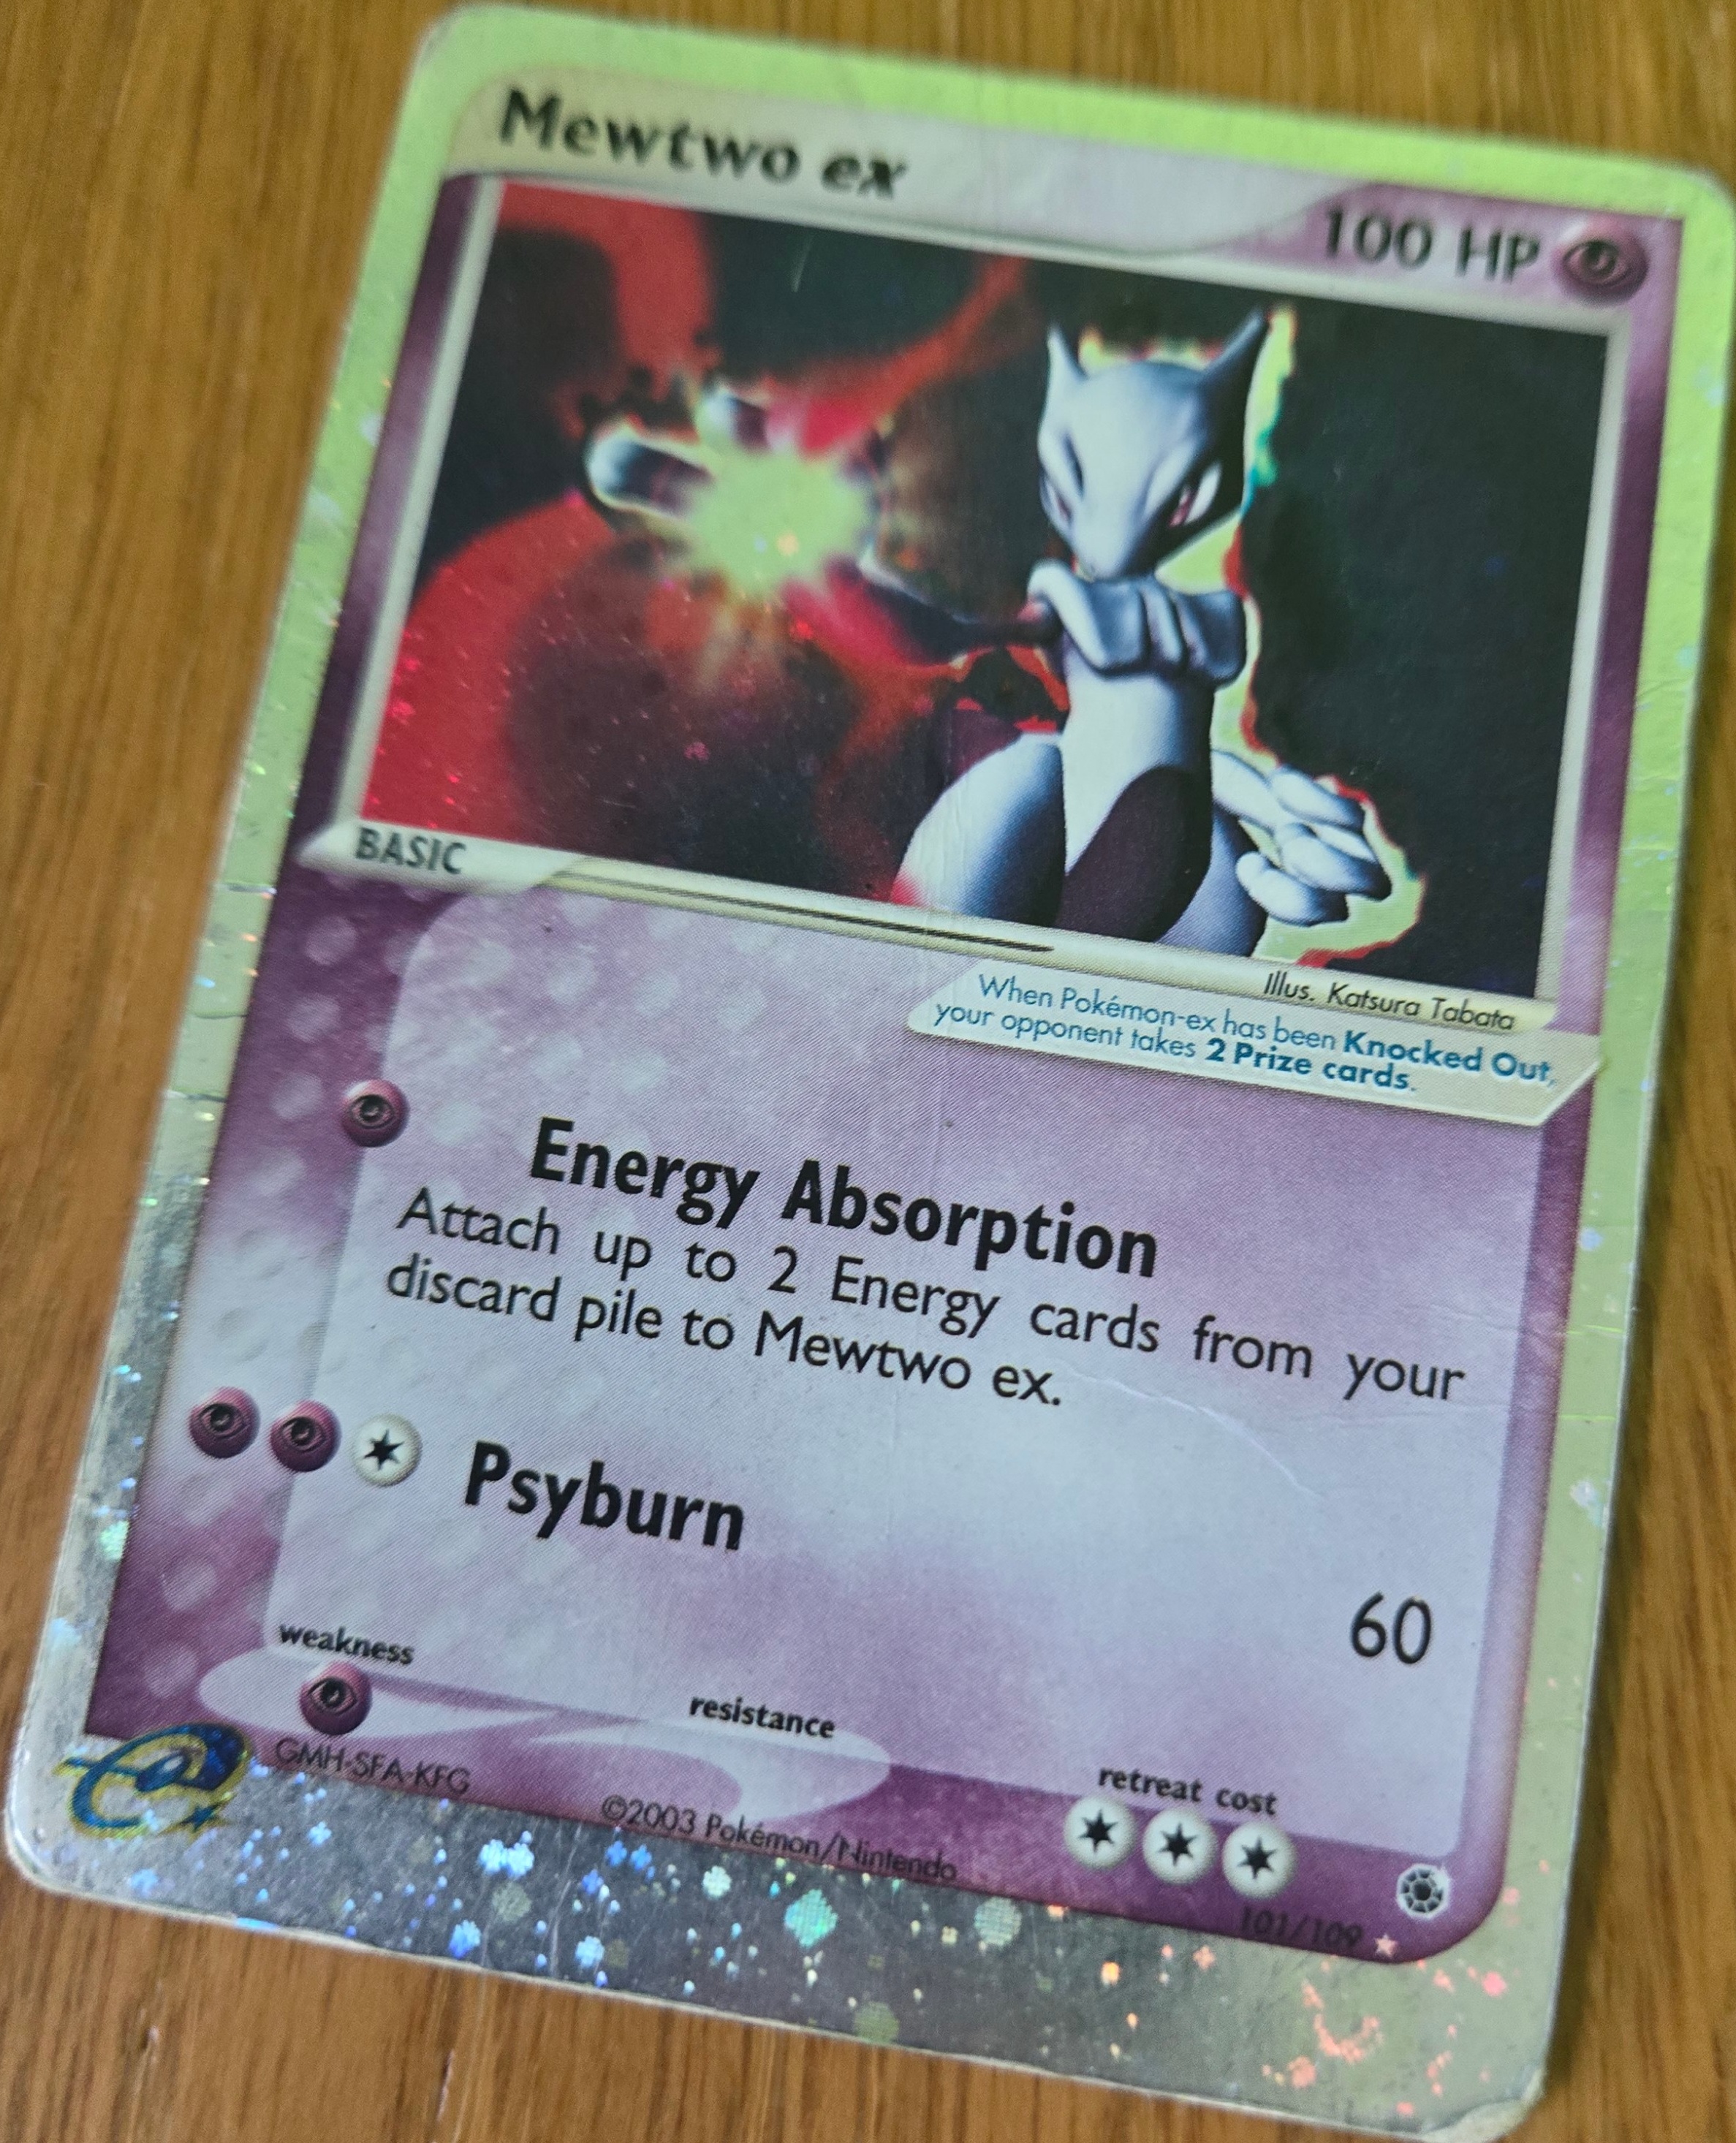 Mewtwo ex
100 HP
BASIC
Illus. Katsura Tabata
When Pokémon-ex has been Knocked Out,
your opponent takes 2 Prize cards.
Energy Absorption
Attach up to 2 Energy cards from your
discard pile to Mewtwo ex.
Psyburn
60
weakness
resistance
retreat cost
e
GMH-SFA-KFG
©2003 Pokémon/Nintendo
101/109